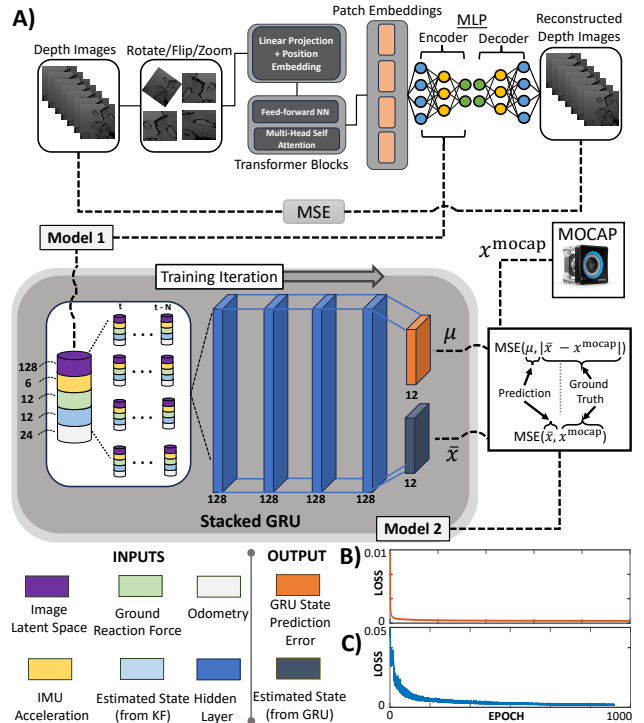 A)
Depth Images
Rotate/Flip/Zoom
Linear Projection
+ Position
Embedding
Feed-forward NN
Multi-Head Self
Attention
Transformer Blocks
Patch Embeddings
MLP
Encoder
Decoder
Reconstructed
Depth Images
MSE
Model 1
MOCAP
x^mocap
Training Iteration
t
t - N
128
6
12
12
24
128
128
128
128
μ
12
x̄
12
Stacked GRU
Model 2
MSE(μ, |x̄ − x^mocap|)
Prediction
Ground
Truth
MSE(x̄, x^mocap)
INPUTS
OUTPUT
Image
Latent Space
Ground
Reaction Force
Odometry
GRU State
Prediction
Error
IMU
Acceleration
Estimated State
(from KF)
Hidden
Layer
Estimated State
(from GRU)
B)
0.01
LOSS
0
C)
0.05
LOSS
0
0
EPOCH
1000